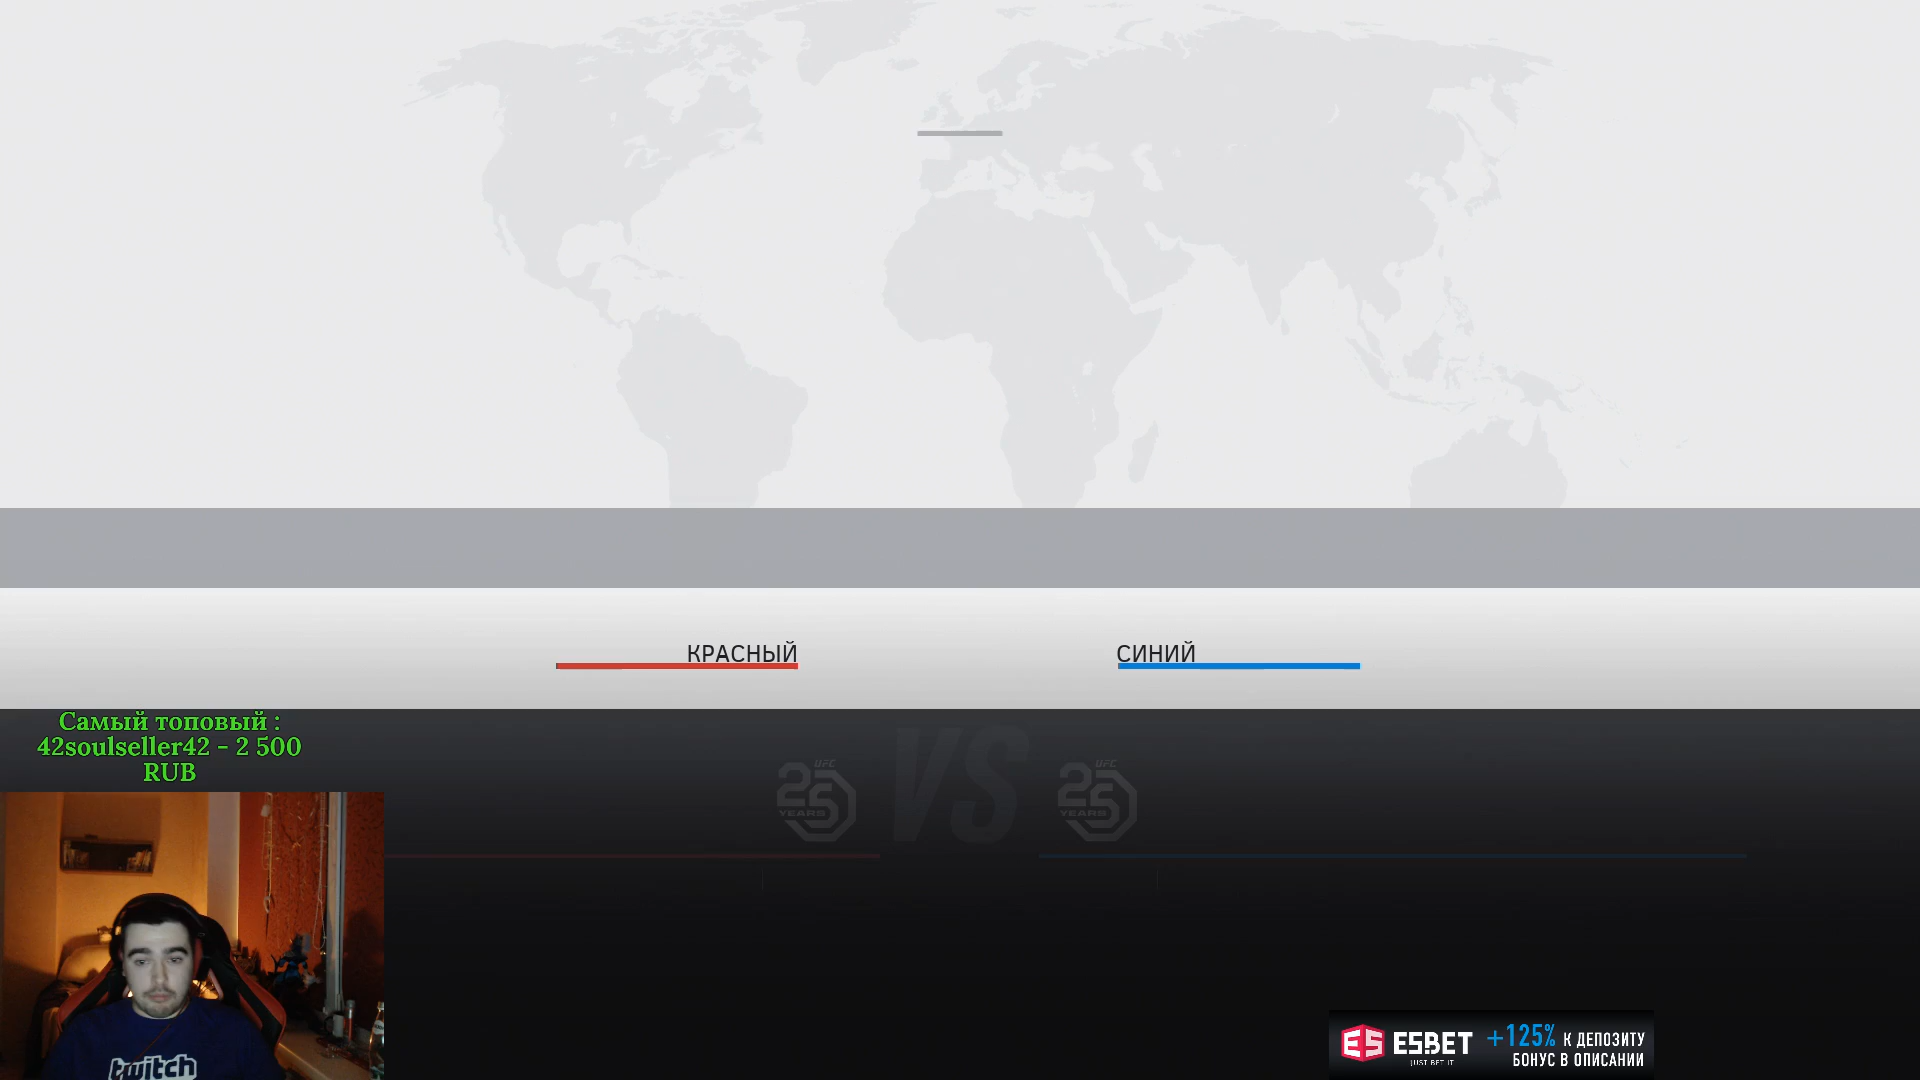 КРАСНЫЙ
СИНИЙ
Самый топовый :
42soulseller42 - 2 500
RUB
VS
UFC
25
YEARS
UFC
25
YEARS
twitch
ES ESBET
JUST BET IT
+125% К ДЕПОЗИТУ
БОНУС В ОПИСАНИИ